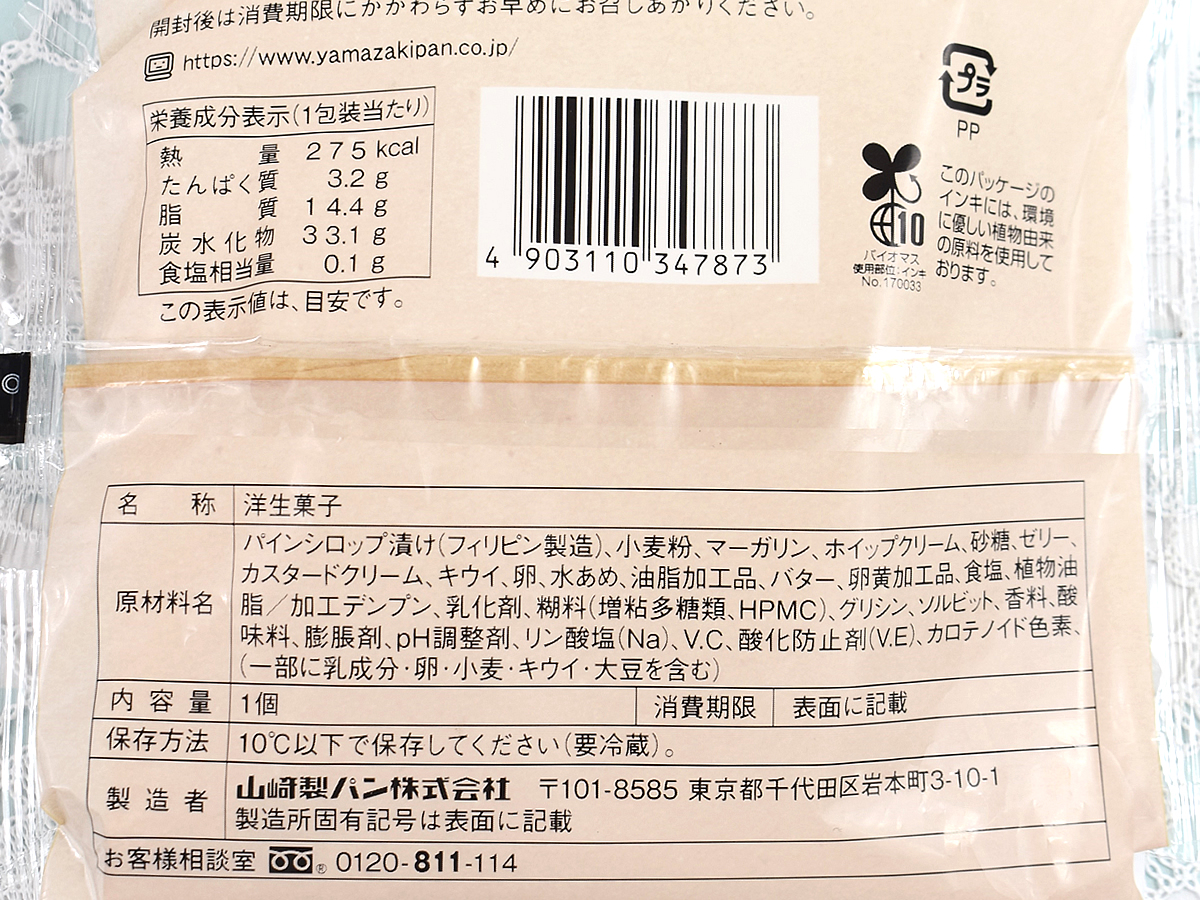 開封後は消費期限にかかわらずお早めにお召しあがりください。
https://www.yamazakipan.co.jp/
栄養成分表示(1包装当たり)
熱量 275 kcal
たんぱく質 3.2 g
脂質 14.4 g
炭水化物 33.1 g
食塩相当量 0.1 g
この表示値は、目安です。
4 903110 347873
プラ
PP
10
バイオマス
使用部位:インキ
No.170033
このパッケージの
インキには、環境
に優しい植物由来
の原料を使用して
おります。
名称 洋生菓子
原材料名 パインシロップ漬け(フィリピン製造)、小麦粉、マーガリン、ホイップクリーム、砂糖、ゼリー、
カスタードクリーム、キウイ、卵、水あめ、油脂加工品、バター、卵黄加工品、食塩、植物油
脂/加工デンプン、乳化剤、糊料(増粘多糖類、HPMC)、グリシン、ソルビット、香料、酸
味料、膨脹剤、pH調整剤、リン酸塩(Na)、V.C、酸化防止剤(V.E)、カロテノイド色素、
(一部に乳成分・卵・小麦・キウイ・大豆を含む)
内容量 1個 消費期限 表面に記載
保存方法 10℃以下で保存してください(要冷蔵)。
製造者 山崎製パン株式会社 〒101-8585 東京都千代田区岩本町3-10-1
製造所固有記号は表面に記載
お客様相談室 ® 0120-811-114